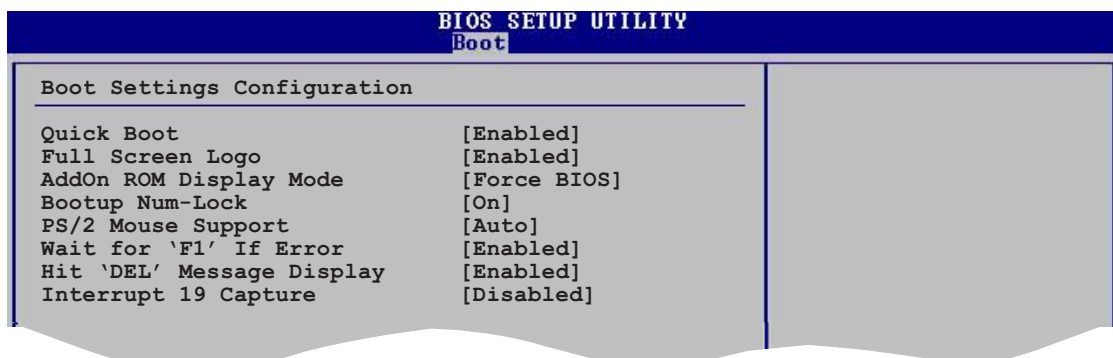 BIOS SETUP UTILITY
Boot
Boot Settings Configuration
Quick Boot [Enabled]
Full Screen Logo [Enabled]
AddOn ROM Display Mode [Force BIOS]
Bootup Num-Lock [On]
PS/2 Mouse Support [Auto]
Wait for ‘F1’ If Error [Enabled]
Hit ‘DEL’ Message Display [Enabled]
Interrupt 19 Capture [Disabled]